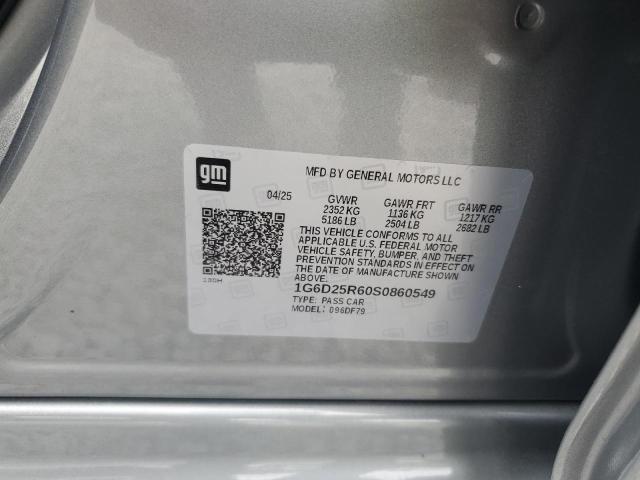 gm
MFD BY GENERAL MOTORS LLC
04/25 GVWR GAWR FRT GAWR RR
2352 KG 1136 KG 1217 KG
5186 LB 2504 LB 2682 LB
THIS VEHICLE CONFORMS TO ALL
APPLICABLE U.S. FEDERAL MOTOR
VEHICLE SAFETY, BUMPER, AND THEFT
PREVENTION STANDARDS IN EFFECT ON
THE DATE OF MANUFACTURE SHOWN
ABOVE.
1G6D25R60S0860549
TYPE: PASS CAR
MODEL: 096DF79